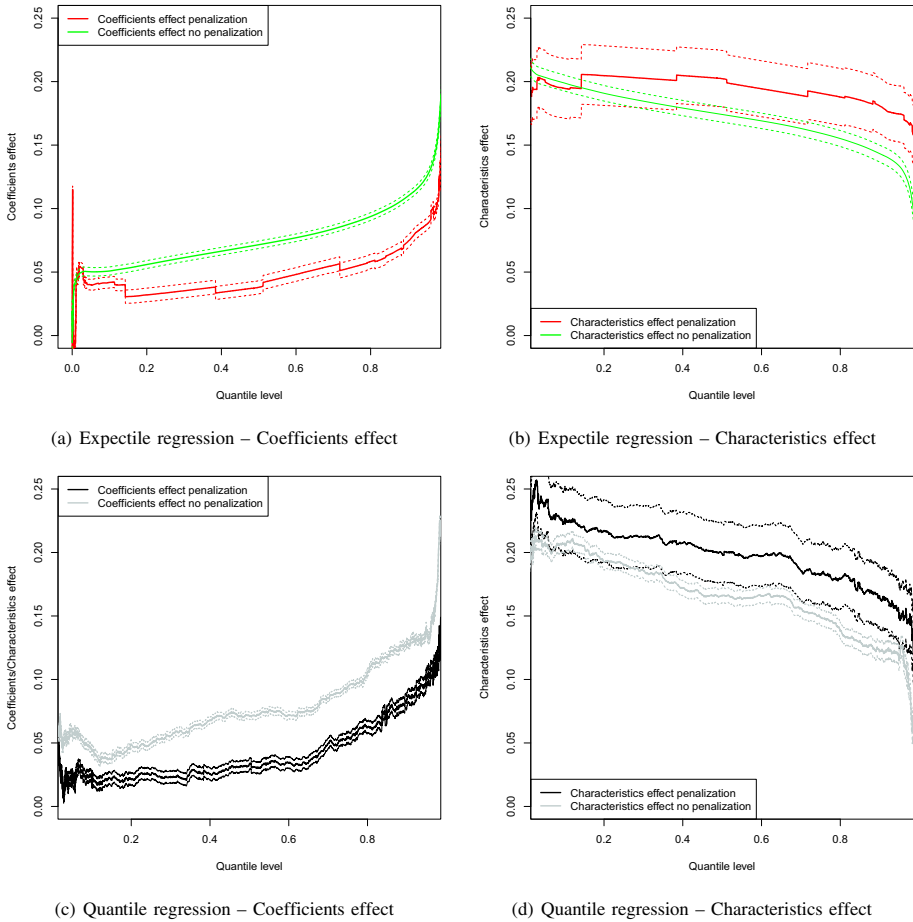 Coefficients effect penalization
Coefficients effect no penalization
Coefficients effect
0.00 0.05 0.10 0.15 0.20 0.25
0.0 0.2 0.4 0.6 0.8
Quantile level
(a) Expectile regression – Coefficients effect
Characteristics effect
0.00 0.05 0.10 0.15 0.20 0.25
Characteristics effect penalization
Characteristics effect no penalization
0.2 0.4 0.6 0.8
Quantile level
(b) Expectile regression – Characteristics effect
Coefficients effect penalization
Coefficients effect no penalization
Coefficients/Characteristics effect
0.00 0.05 0.10 0.15 0.20 0.25
0.2 0.4 0.6 0.8
Quantile level
(c) Quantile regression – Coefficients effect
Characteristics effect
0.00 0.05 0.10 0.15 0.20 0.25
Characteristics effect penalization
Characteristics effect no penalization
0.2 0.4 0.6 0.8
Quantile level
(d) Quantile regression – Characteristics effect